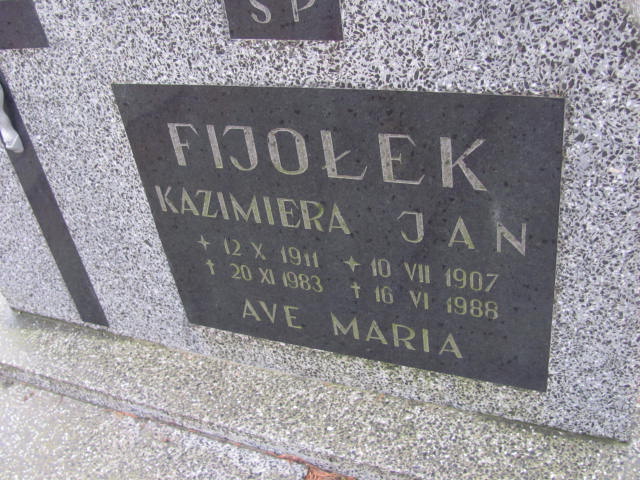 SP
FIJOŁEK
KAZIMIERA JAN
+ 12 X 1911 + 10 VII 1907
† 20 XI 1983 † 16 VI 1988
AVE MARIA